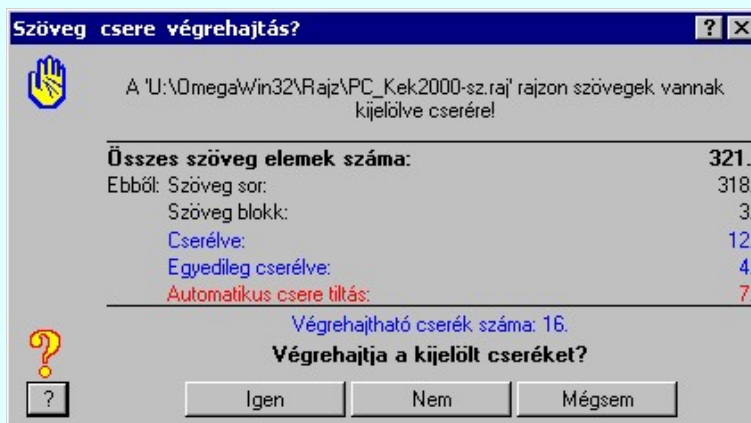 Szöveg csere végrehajtás?
A 'U:\OmegaWin32\Rajz\PC_Kek2000-sz.raj' rajzon szövegek vannak
kijelölve cserére!
Összes szöveg elemek száma: 321.
Ebből: Szöveg sor: 318
Szöveg blokk: 3
Cserélve: 12
Egyedileg cserélve: 4
Automatikus csere tiltás: 7
Végrehajtható cserék száma: 16.
Végrehajtja a kijelölt cseréket?
? Igen Nem Mégsem